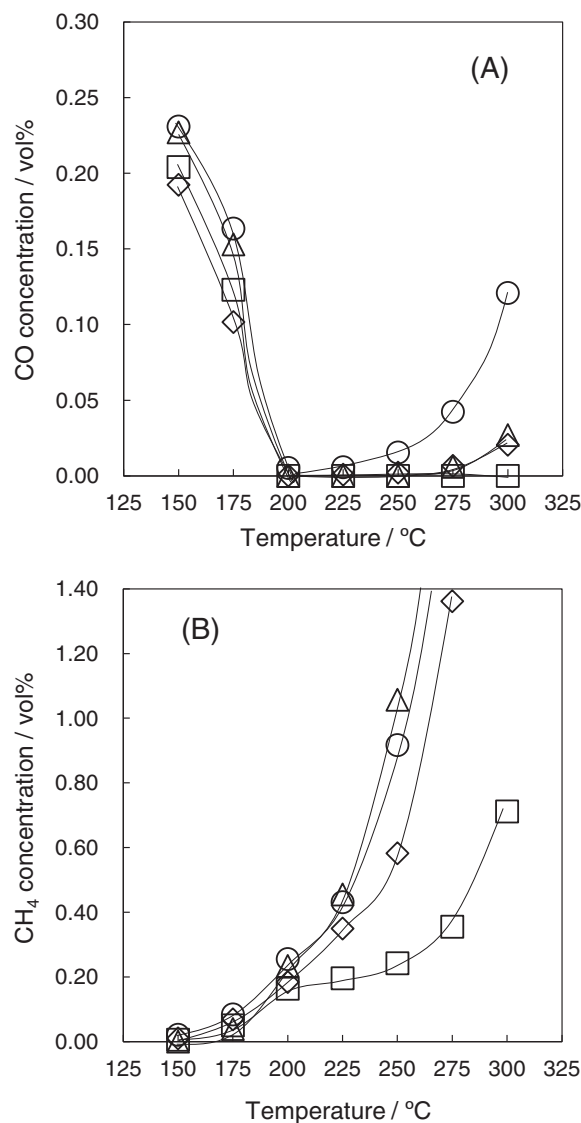 0.30
(A)
0.25
0.20
0.15
0.10
0.05
0.00
CO concentration / vol%
125 150 175 200 225 250 275 300 325
Temperature / ºC
1.40
(B)
1.20
1.00
0.80
0.60
0.40
0.20
0.00
CH₄ concentration / vol%
125 150 175 200 225 250 275 300 325
Temperature / ºC